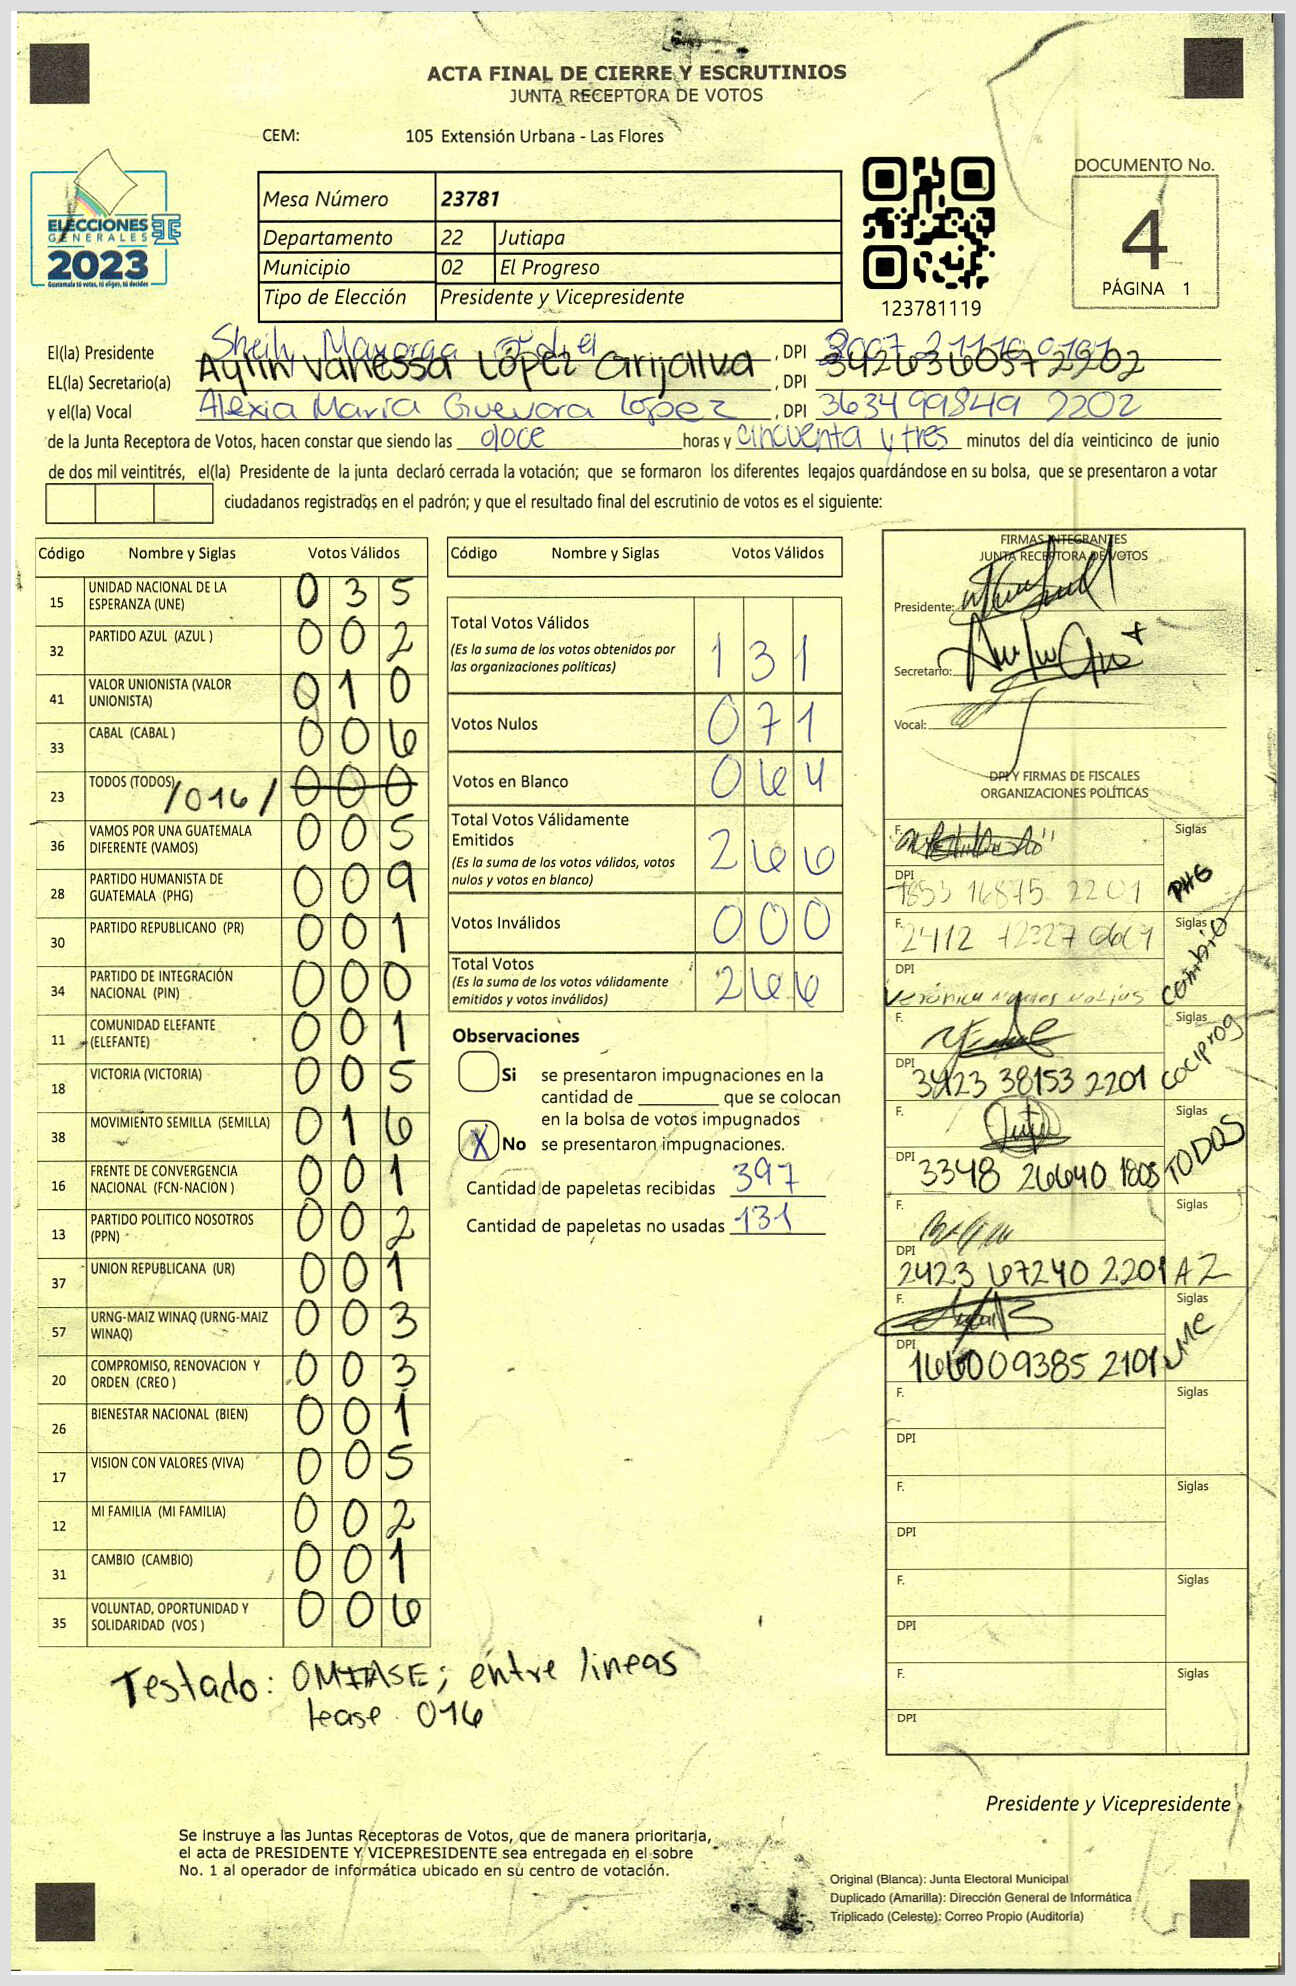 ACTA FINAL DE CIERRE Y ESCRUTINIOS
JUNTA RECEPTORA DE VOTOS
CEM: 105 Extensión Urbana - Las Flores
ELECCIONES
GENERALES
2023
Guatemala tú votas, tú eliges, tú decides
Mesa Número 23781
Departamento 22 Jutiapa
Municipio 02 El Progreso
Tipo de Elección Presidente y Vicepresidente
123781119
DOCUMENTO No.
4
PÁGINA 1
El(la) Presidente Sheily Mayorga , DPI
EL(la) Secretario(a) Aylin Vanessa López Grijalva , DPI 3426360372202
y el(la) Vocal Alexia María Guevara López , DPI 363499849 2202
de la Junta Receptora de Votos, hacen constar que siendo las doce horas y cincuenta y tres minutos del día veinticinco de junio
de dos mil veintitrés, el(la) Presidente de la junta declaró cerrada la votación; que se formaron los diferentes legajos guardándose en su bolsa, que se presentaron a votar
ciudadanos registrados en el padrón; y que el resultado final del escrutinio de votos es el siguiente:
Código Nombre y Siglas Votos Válidos
15 UNIDAD NACIONAL DE LA ESPERANZA (UNE) 0 3 5
32 PARTIDO AZUL (AZUL ) 0 0 2
41 VALOR UNIONISTA (VALOR UNIONISTA) 0 1 0
33 CABAL (CABAL ) 0 0 6
23 TODOS (TODOS) /016/ 0 0 0
36 VAMOS POR UNA GUATEMALA DIFERENTE (VAMOS) 0 0 5
28 PARTIDO HUMANISTA DE GUATEMALA (PHG) 0 0 9
30 PARTIDO REPUBLICANO (PR) 0 0 1
34 PARTIDO DE INTEGRACIÓN NACIONAL (PIN) 0 0 0
11 COMUNIDAD ELEFANTE (ELEFANTE) 0 0 1
18 VICTORIA (VICTORIA) 0 0 5
38 MOVIMIENTO SEMILLA (SEMILLA) 0 1 6
16 FRENTE DE CONVERGENCIA NACIONAL (FCN-NACION ) 0 0 1
13 PARTIDO POLITICO NOSOTROS (PPN) 0 0 2
37 UNION REPUBLICANA (UR) 0 0 1
57 URNG-MAIZ WINAQ (URNG-MAIZ WINAQ) 0 0 3
20 COMPROMISO, RENOVACION Y ORDEN (CREO ) 0 0 3
26 BIENESTAR NACIONAL (BIEN) 0 0 1
17 VISION CON VALORES (VIVA) 0 0 5
12 MI FAMILIA (MI FAMILIA) 0 0 2
31 CAMBIO (CAMBIO) 0 0 1
35 VOLUNTAD, OPORTUNIDAD Y SOLIDARIDAD (VOS ) 0 0 6
Testado: OMITASE; entre lineas
lease 016
Código Nombre y Siglas Votos Válidos
Total Votos Válidos 1 3 1
(Es la suma de los votos obtenidos por
las organizaciones políticas)
Votos Nulos 0 7 1
Votos en Blanco 0 6 4
Total Votos Válidamente
Emitidos 2 6 6
(Es la suma de los votos válidos, votos
nulos y votos en blanco)
Votos Inválidos 0 0 0
Total Votos 2 6 6
(Es la suma de los votos válidamente
emitidos y votos inválidos)
Observaciones
Si se presentaron impugnaciones en la
cantidad de ________ que se colocan
en la bolsa de votos impugnados
X No se presentaron impugnaciones.
Cantidad de papeletas recibidas 397
Cantidad de papeletas no usadas 131
FIRMAS INTEGRANTES
JUNTA RECEPTORA DE VOTOS
Presidente:
Secretario:
Vocal:
DPI Y FIRMAS DE FISCALES
ORGANIZACIONES POLÍTICAS
F. Siglas PHG
DPI 1853 16875 2201
F. 2412 Siglas Cambio
DPI
F. Siglas cociprog
DPI 3423 38153 2201
F. Siglas TODOS
DPI 3348 26640 1805
F. Siglas AZ
DPI 2423 67240 2201
F. Siglas UNE
DPI 166009385 2101
F. Siglas
DPI
F. Siglas
DPI
F. Siglas
DPI
F. Siglas
DPI
Presidente y Vicepresidente
Se instruye a las Juntas Receptoras de Votos, que de manera prioritaria,
el acta de PRESIDENTE Y VICEPRESIDENTE sea entregada en el sobre
No. 1 al operador de informática ubicado en su centro de votación.
Original (Blanca): Junta Electoral Municipal
Duplicado (Amarilla): Dirección General de Informática
Triplicado (Celeste): Correo Propio (Auditoría)